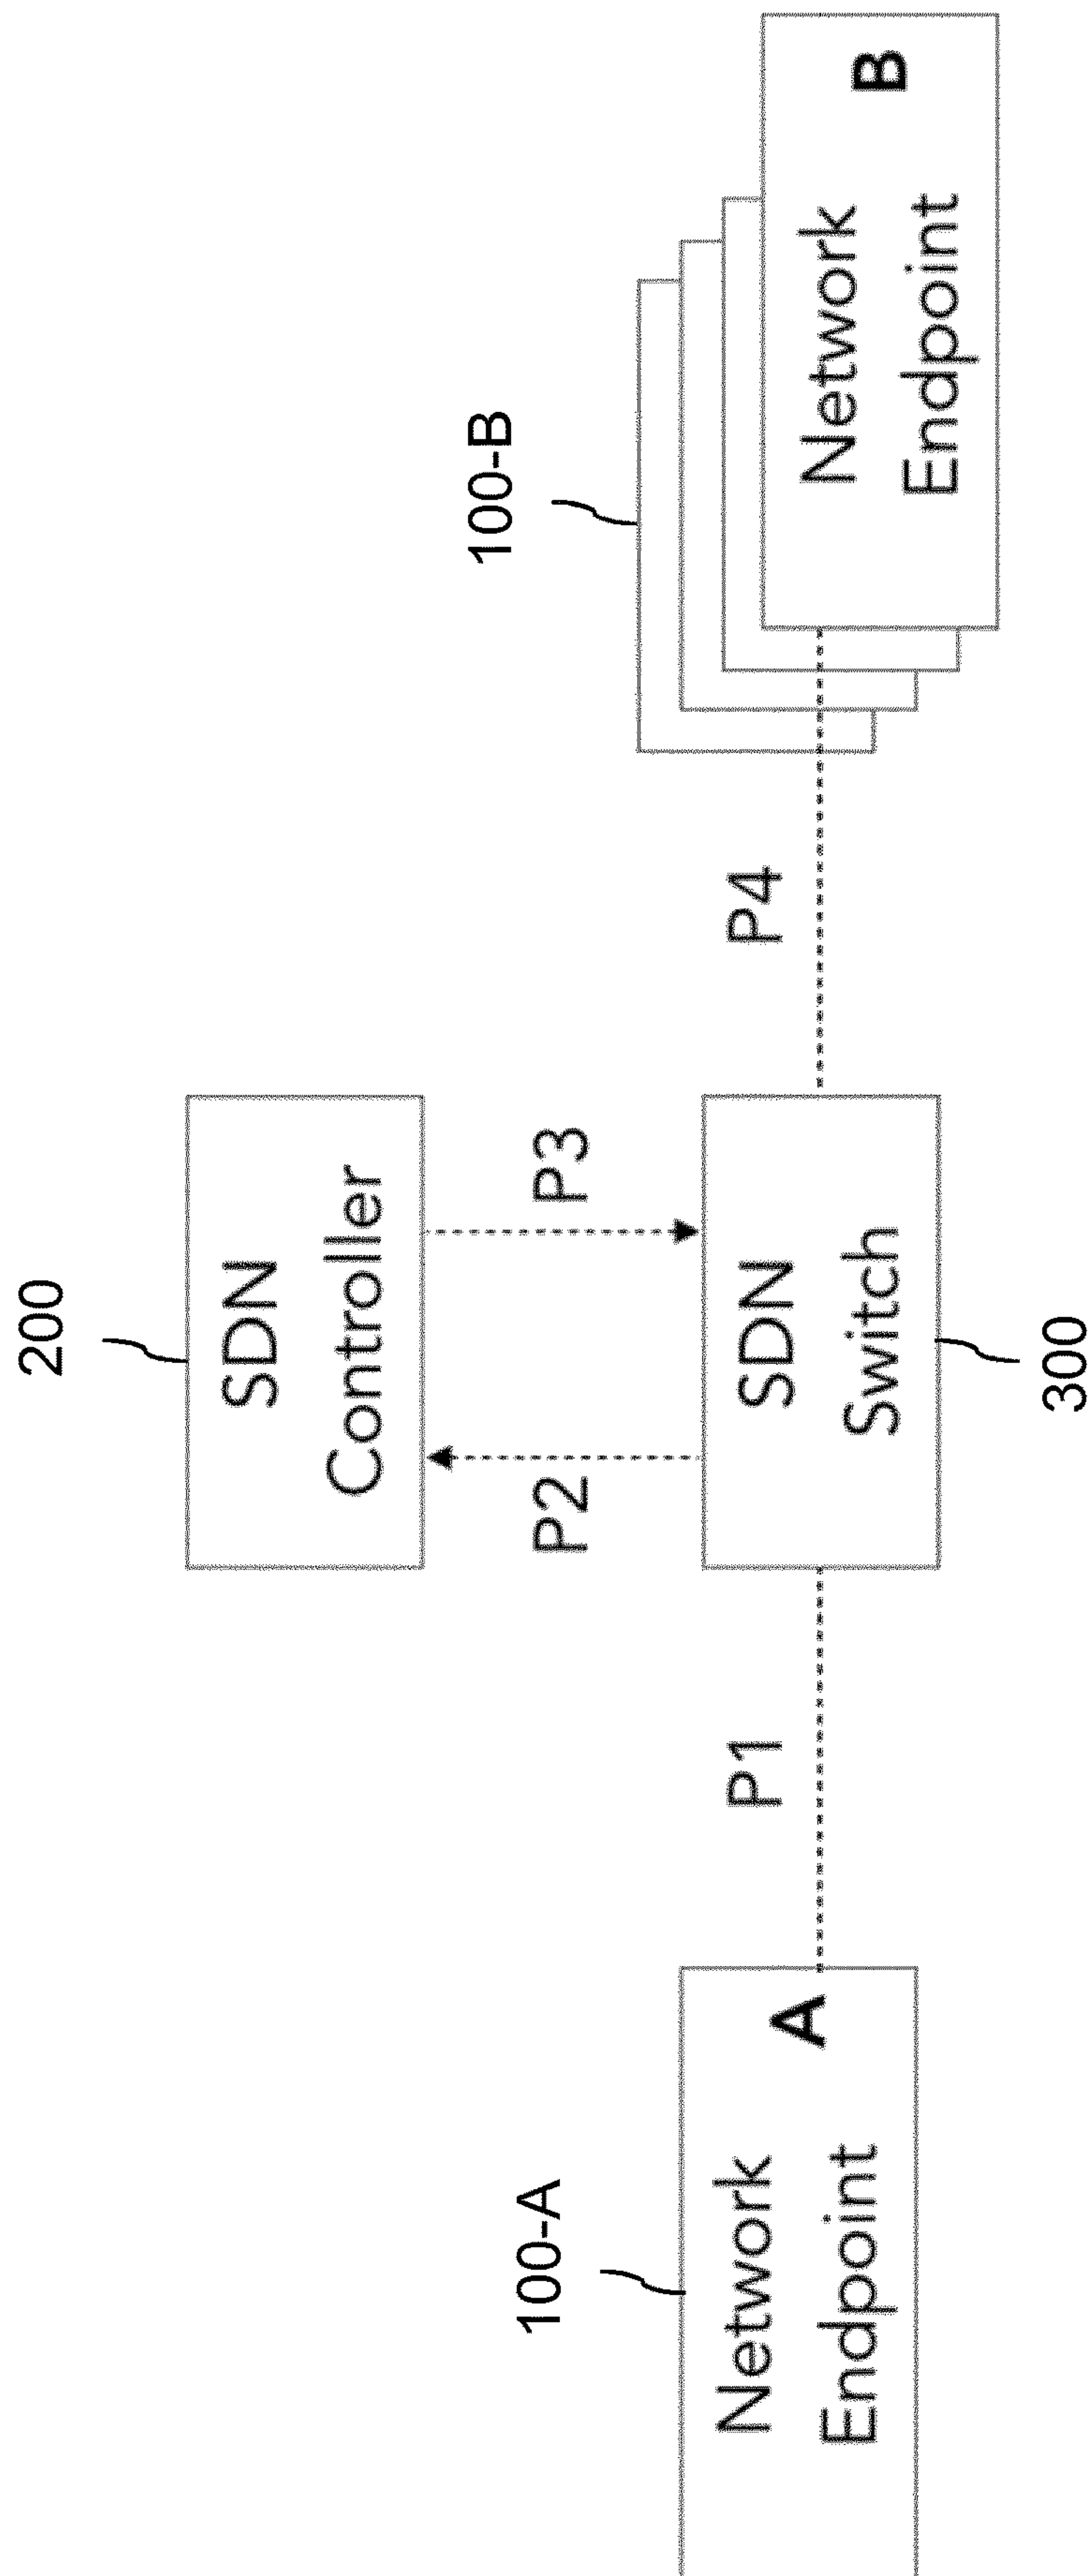 200
SDN
Controller
100-B
P2
P3
100-A
P1
P4
Network
Endpoint
A
SDN
Switch
Network
Endpoint
B
300